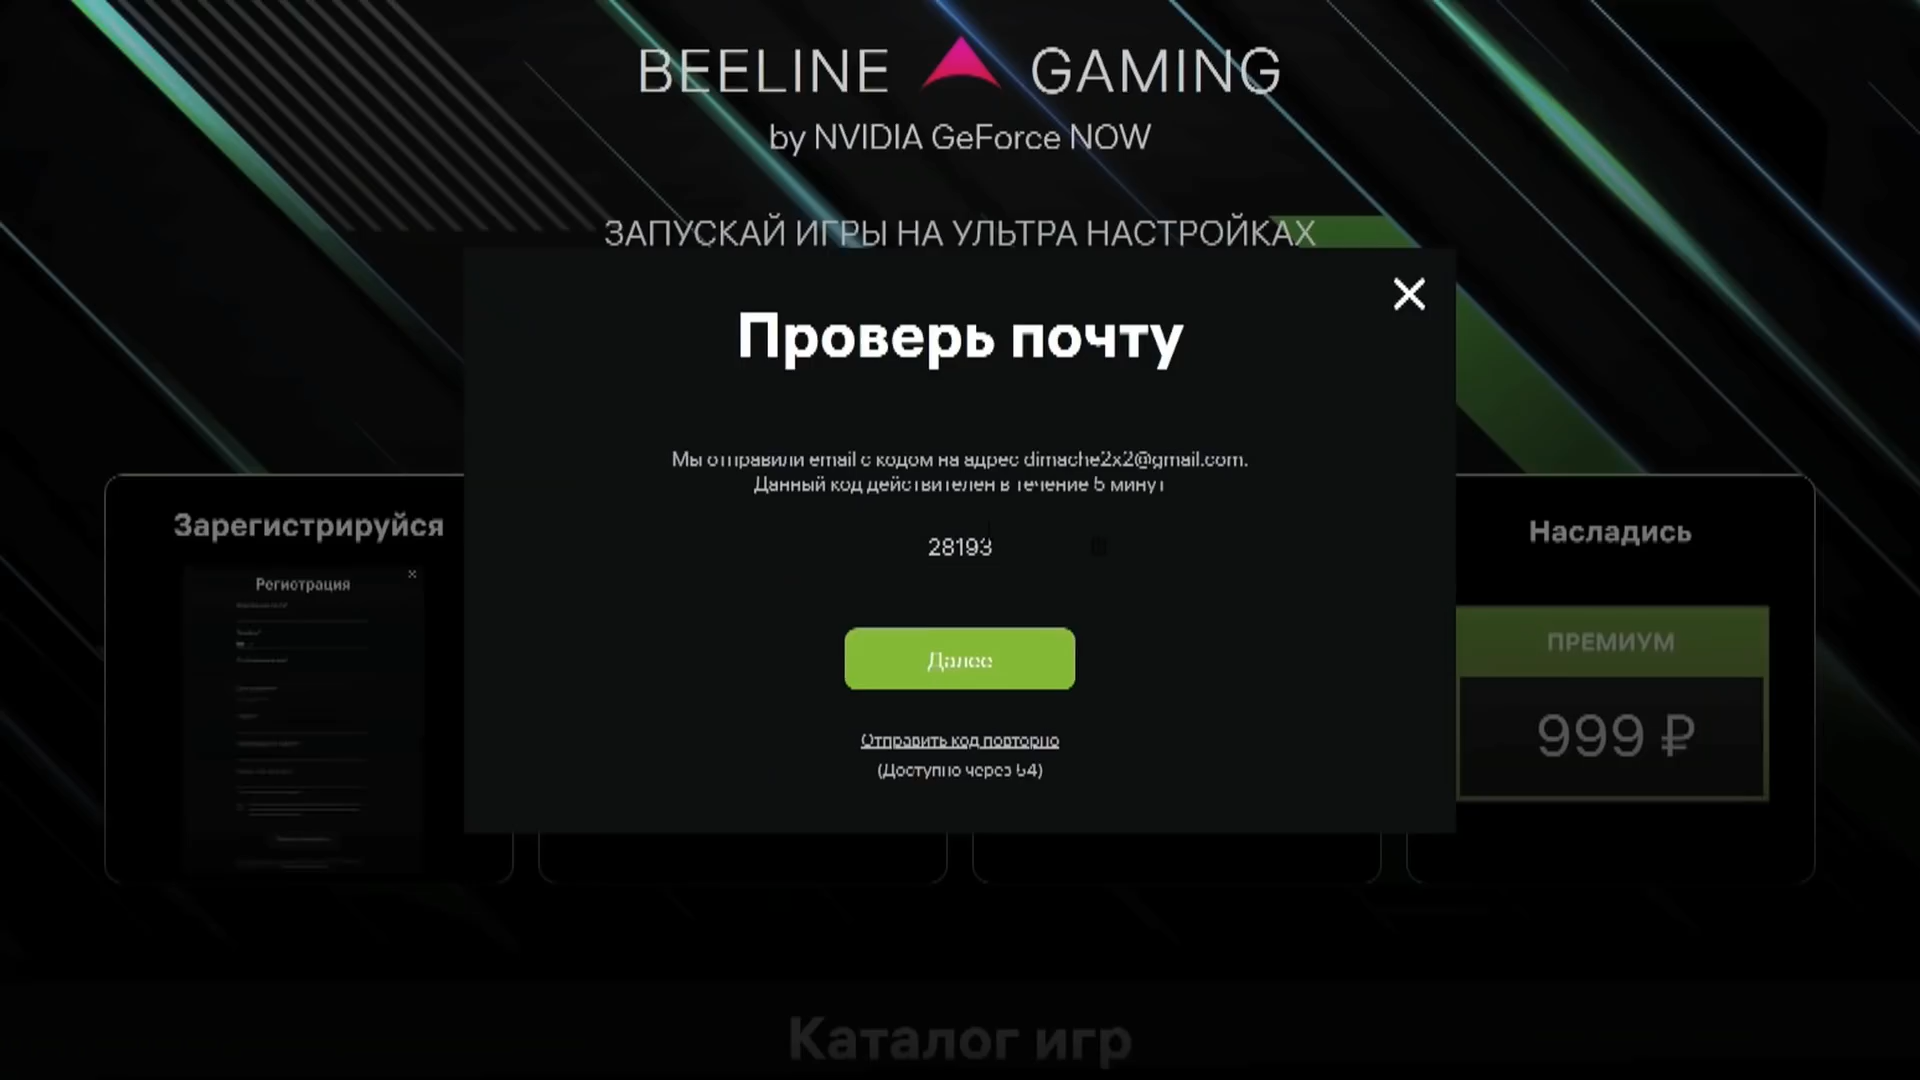 BEELINE GAMING
by NVIDIA GeForce NOW
ЗАПУСКАЙ ИГРЫ НА УЛЬТРА НАСТРОЙКАХ
Проверь почту
Мы отправили email с кодом на адрес dimache2x2@gmail.com.
Данный код действителен в течение 5 минут
28193
Далее
Отправить код повторно
(Доступно через 54)
Зарегистрируйся
Регистрация
Насладись
ПРЕМИУМ
999 ₽
Каталог игр